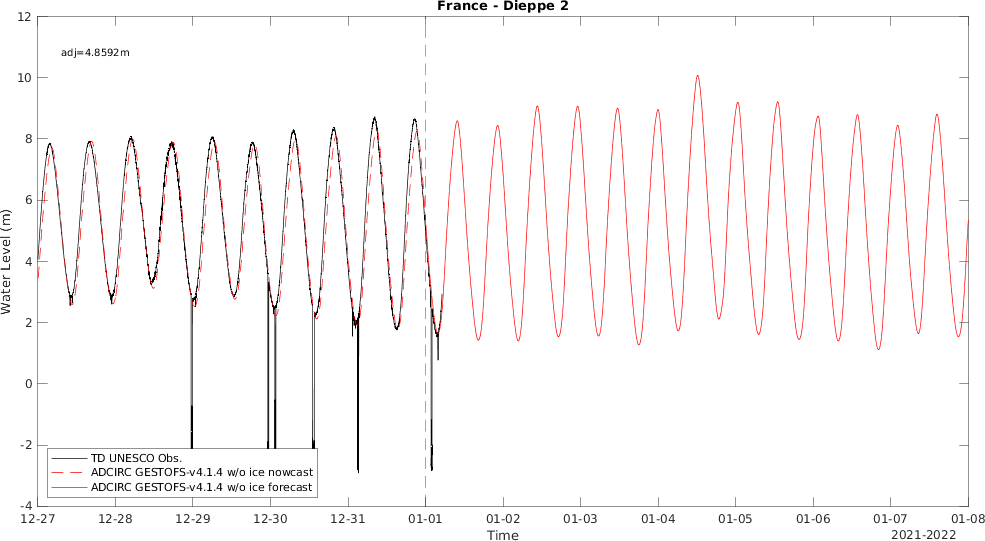 France - Dieppe 2
adj=4.8592m
12
10
8
6
4
2
0
-2
-4
Water Level (m)
TD UNESCO Obs.
ADCIRC GESTOFS-v4.1.4 w/o ice nowcast
ADCIRC GESTOFS-v4.1.4 w/o ice forecast
12-27 12-28 12-29 12-30 12-31 01-01 01-02 01-03 01-04 01-05 01-06 01-07 01-08
Time
2021-2022